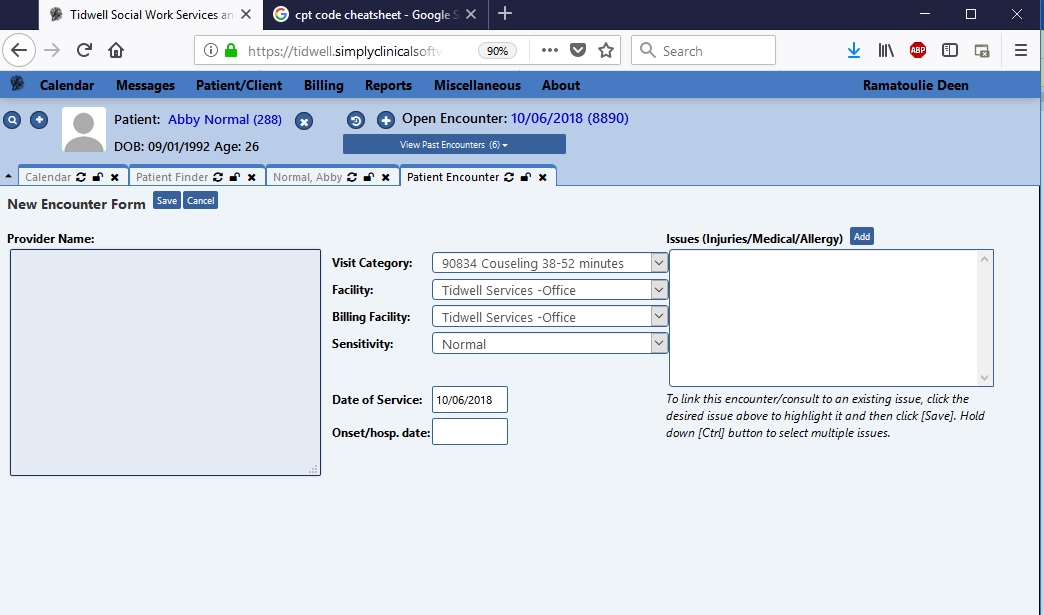 Tidwell Social Work Services an
cpt code cheatsheet - Google S
https://tidwell.simplyclinicalsoftw
90%
Search
ABP
Calendar Messages Patient/Client Billing Reports Miscellaneous About Ramatoulie Deen
Patient: Abby Normal (288)
DOB: 09/01/1992 Age: 26
Open Encounter: 10/06/2018 (8890)
View Past Encounters (6)
Calendar Patient Finder Normal, Abby Patient Encounter
New Encounter Form Save Cancel
Provider Name:
Visit Category: 90834 Couseling 38-52 minutes
Facility: Tidwell Services -Office
Billing Facility: Tidwell Services -Office
Sensitivity: Normal
Date of Service: 10/06/2018
Onset/hosp. date:
Issues (Injuries/Medical/Allergy) Add
To link this encounter/consult to an existing issue, click the
desired issue above to highlight it and then click [Save]. Hold
down [Ctrl] button to select multiple issues.